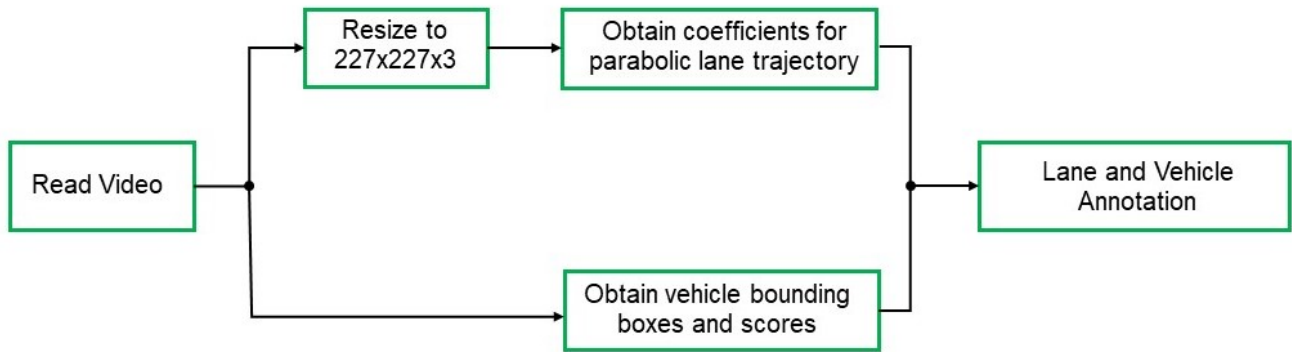 Resize to
227x227x3
Obtain coefficients for
parabolic lane trajectory
Read Video
Lane and Vehicle
Annotation
Obtain vehicle bounding
boxes and scores